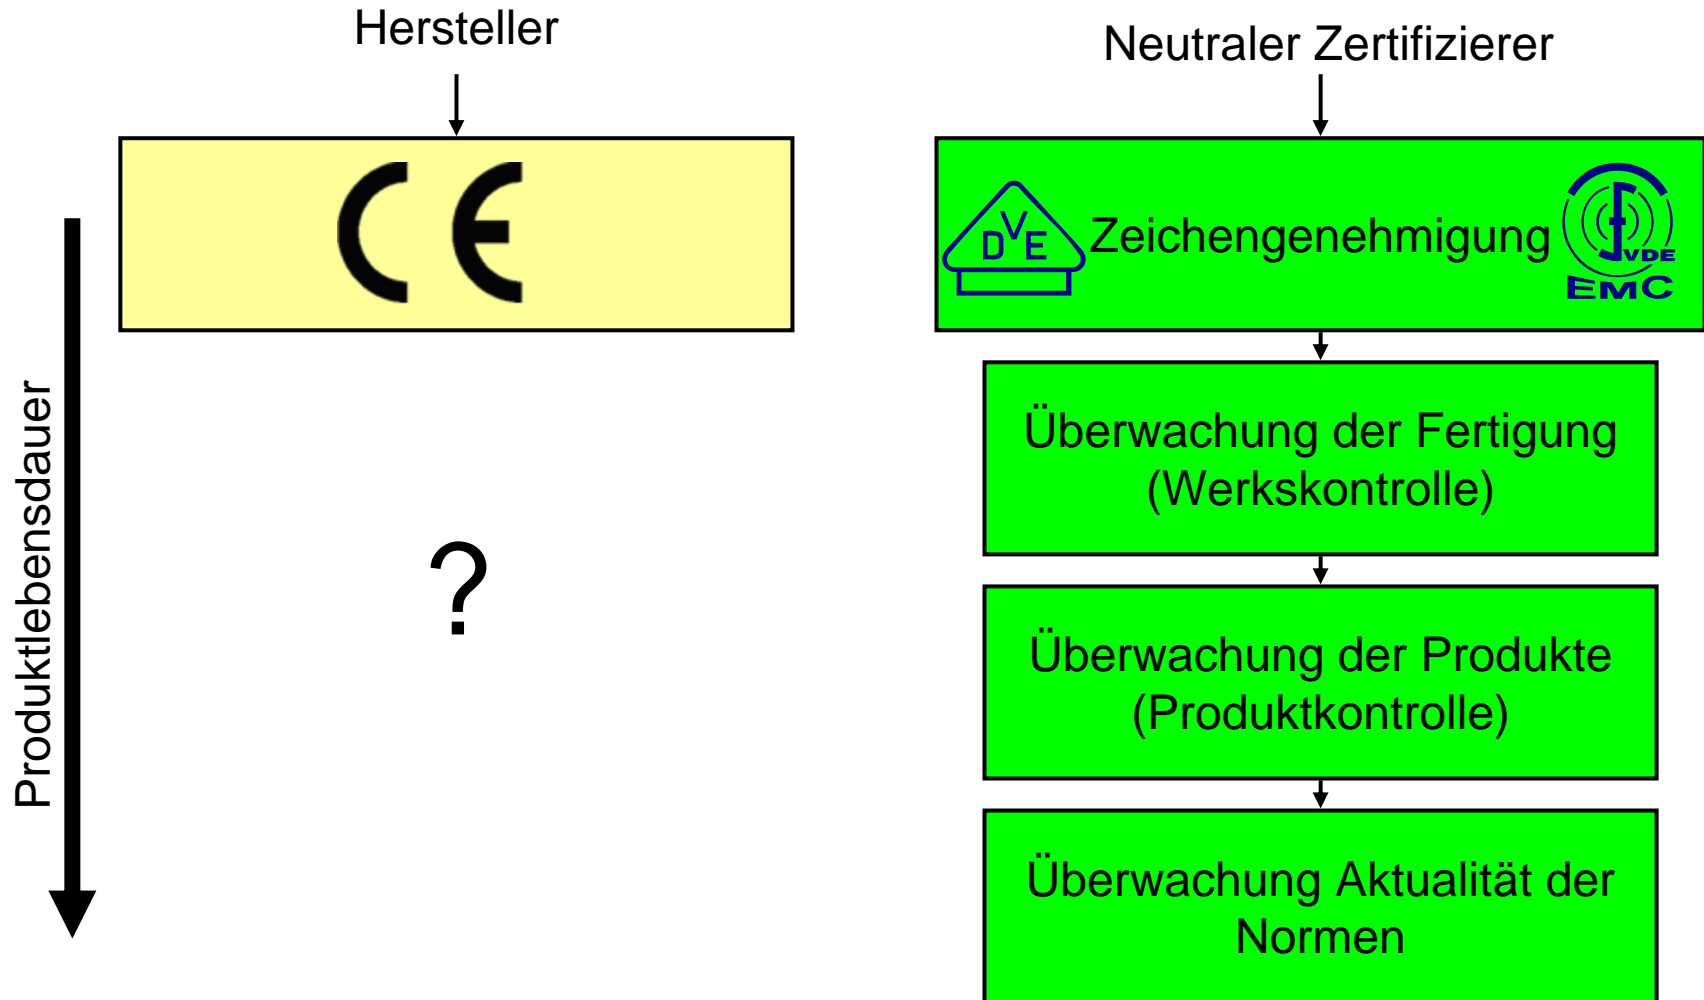 Hersteller
CE
?
Produktlebensdauer
Neutraler Zertifizierer
DVE
Zeichengenehmigung
VDE
EMC
Überwachung der Fertigung
(Werkskontrolle)
Überwachung der Produkte
(Produktkontrolle)
Überwachung Aktualität der
Normen